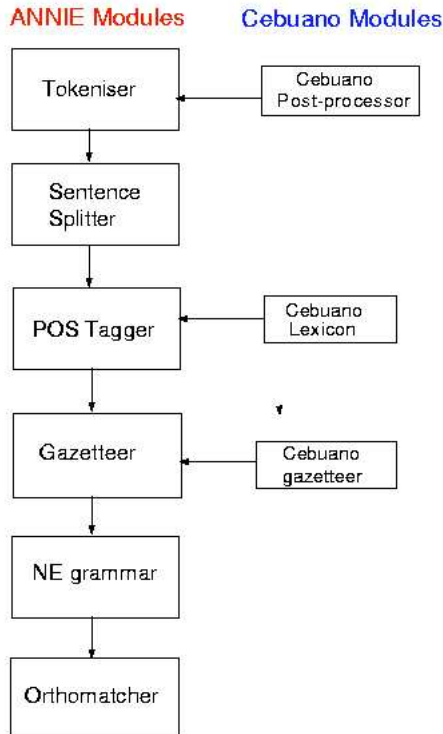 ANNIE Modules
Cebuano Modules
Tokeniser
Cebuano
Post-processor
Sentence
Splitter
POS Tagger
Cebuano
Lexicon
Gazetteer
Cebuano
gazetteer
NE grammar
Orthomatcher